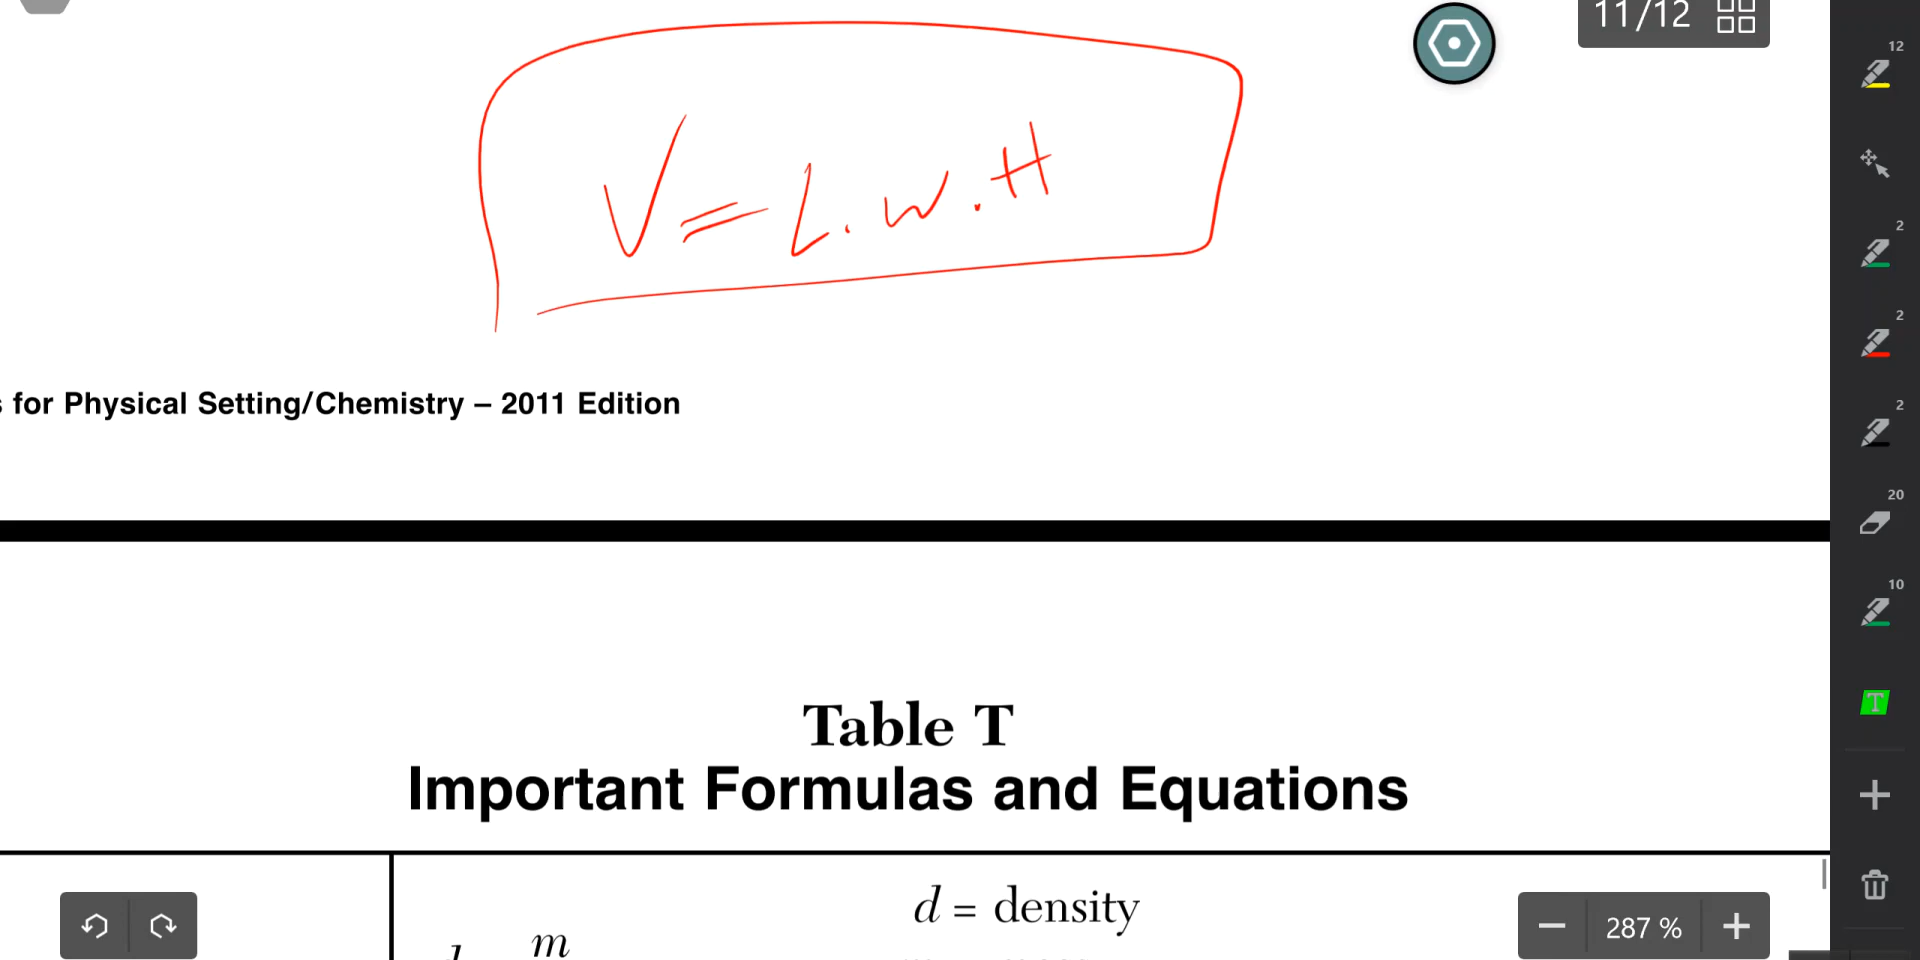 11/12
12
V = L . W . H
2
2
for Physical Setting/Chemistry – 2011 Edition
2
20
10
Table T
T
Important Formulas and Equations
d = density
m
287 %